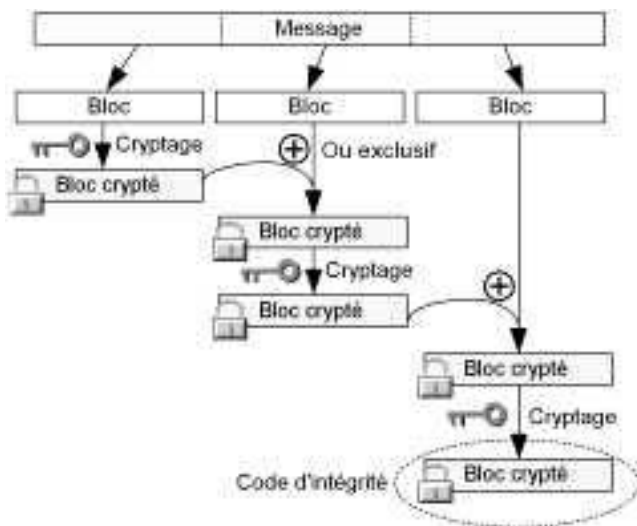 Message
Bloc
Bloc
Bloc
Cryptage
Ou exclusif
Bloc crypté
Bloc crypté
Cryptage
Bloc crypté
Bloc crypté
Cryptage
Code d'intégrité
Bloc crypté